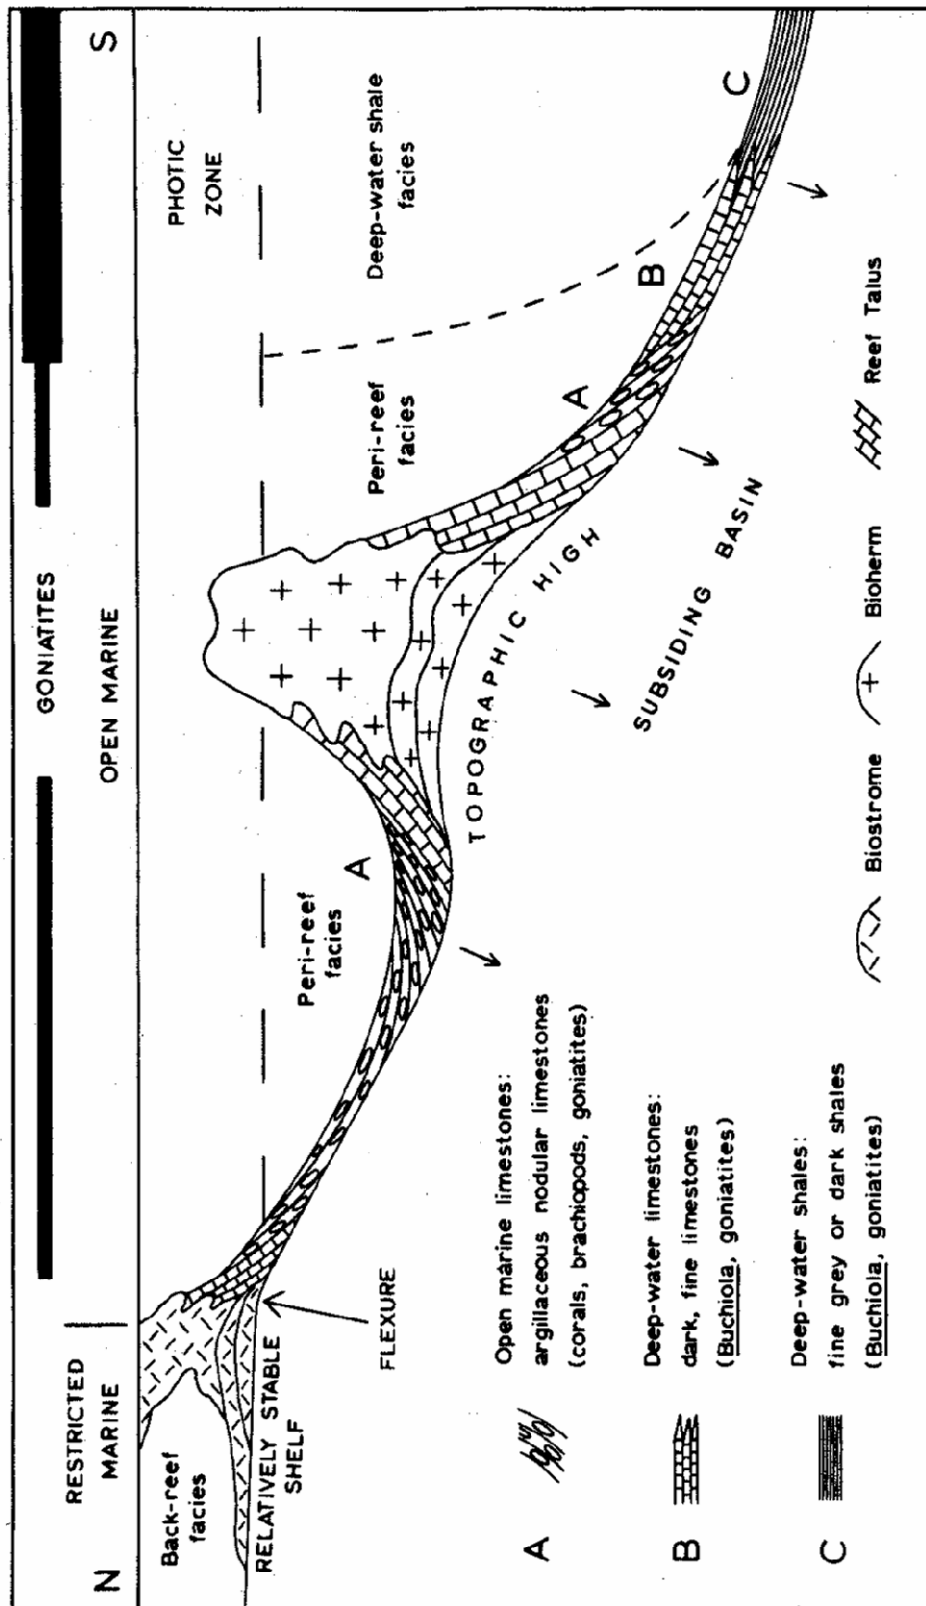 GONIATITES
RESTRICTED
MARINE
OPEN MARINE
N
S
PHOTIC
ZONE
Back-reef
facies
Peri-reef
facies
Peri-reef
facies
Deep-water shale
facies
A
A
B
C
RELATIVELY STABLE
SHELF
FLEXURE
TOPOGRAPHIC HIGH
SUBSIDING BASIN
A
Open marine limestones:
argillaceous nodular limestones
(corals, brachiopods, goniatites)
B
Deep-water limestones:
dark, fine limestones
(Buchiola, goniatites)
C
Deep-water shales:
fine grey or dark shales
(Buchiola, goniatites)
Biostrome
Bioherm
Reef Talus